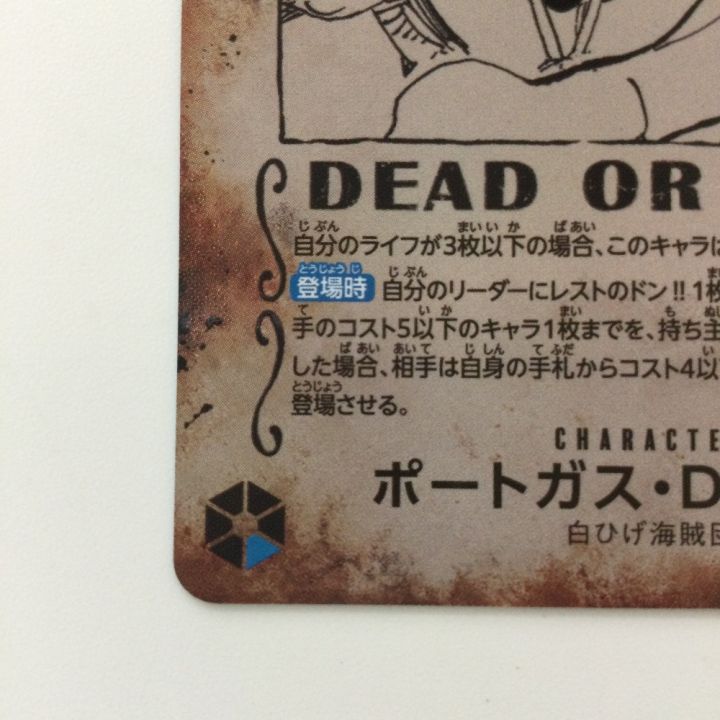 DEAD OR
自分のライフが3枚以下の場合、このキャラは
登場時 自分のリーダーにレストのドン!!1枚
手のコスト5以下のキャラ1枚までを、持ち主
した場合、相手は自身の手札からコスト4以
登場させる。
CHARACTE
ポートガス・D
白ひげ海賊団